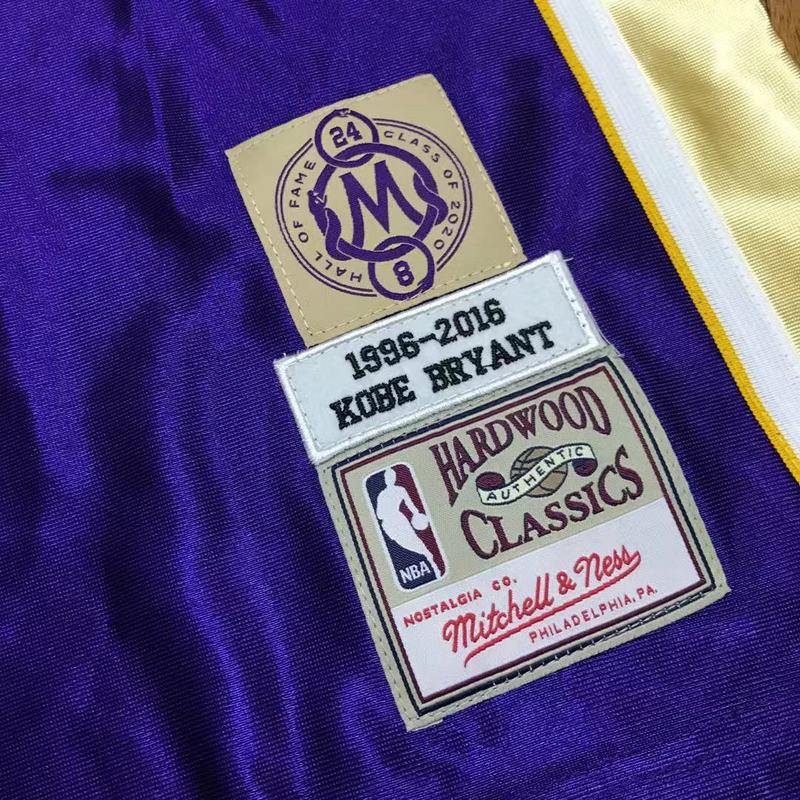 24
HALL OF FAME CLASS OF 2020
M
8
1996-2016
KOBE BRYANT
HARDWOOD
AUTHENTIC
CLASSICS
NBA
NOSTALGIA CO.
Mitchell & Ness
PHILADELPHIA, PA.